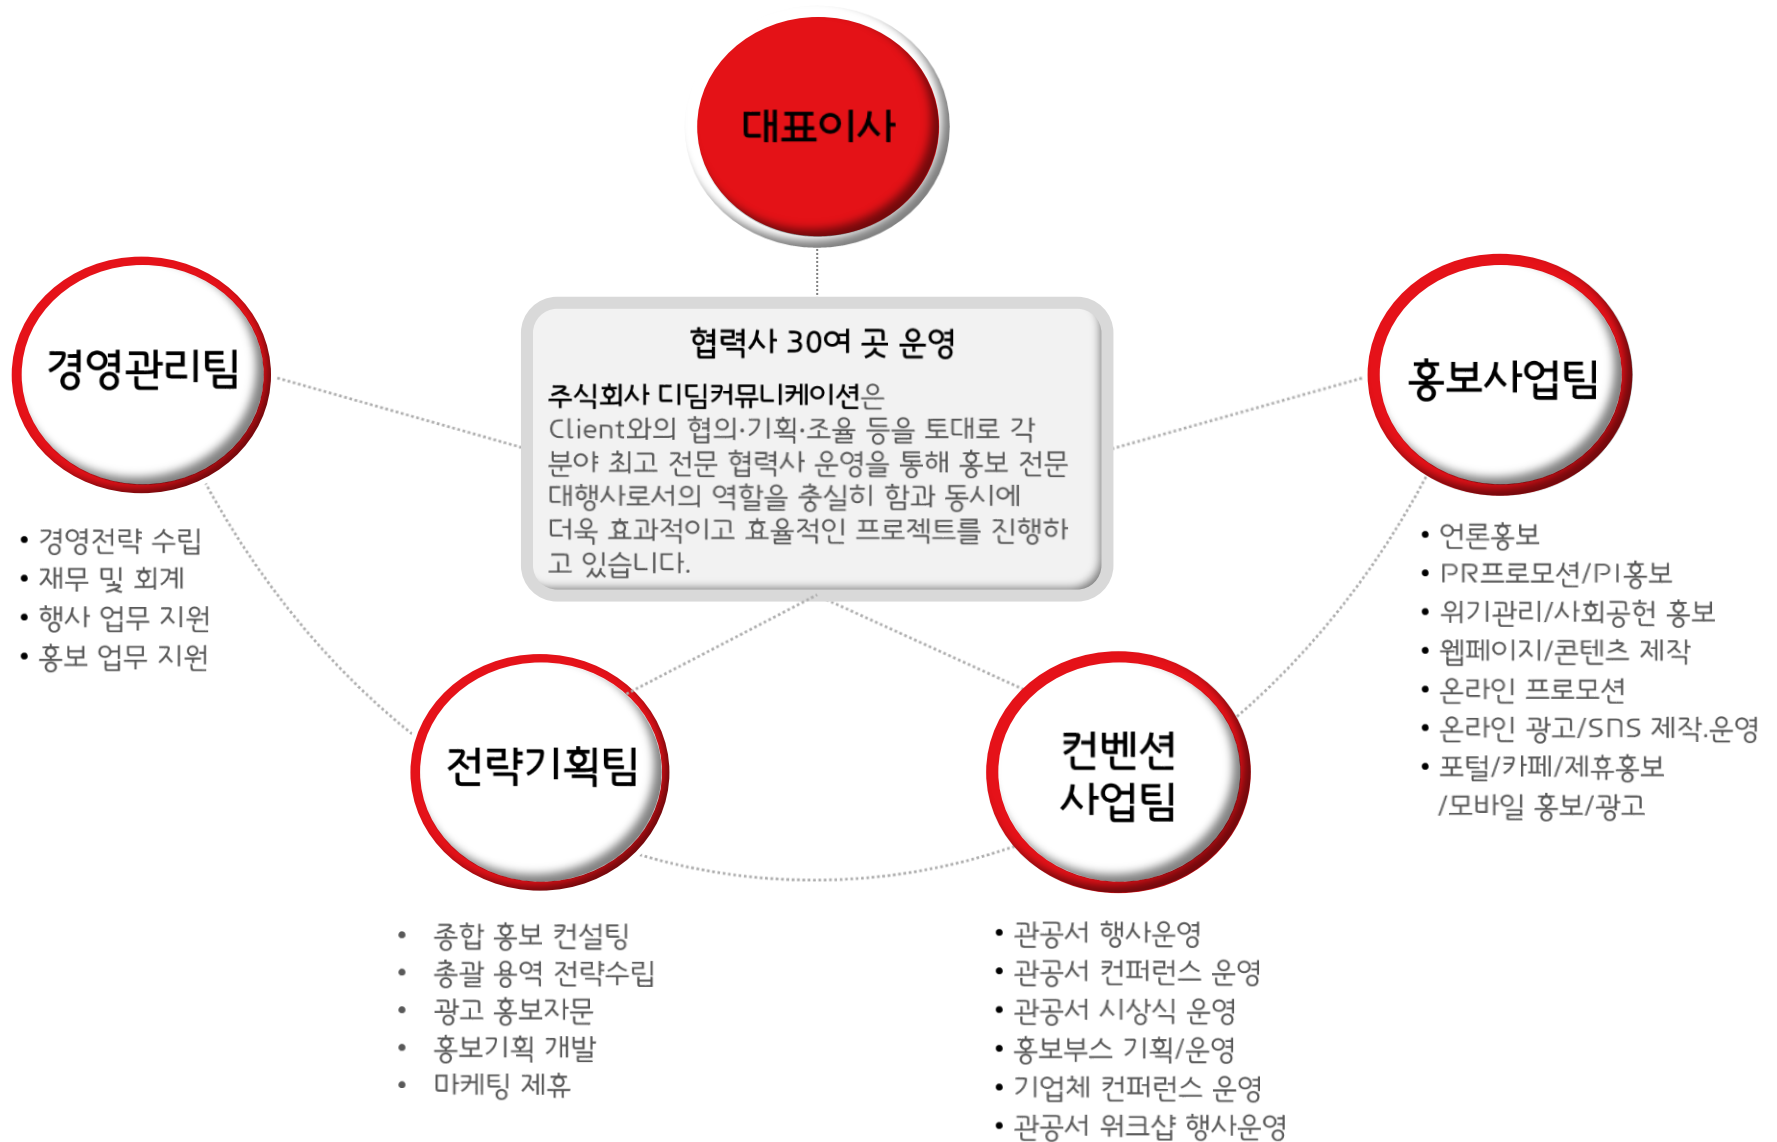 대표이사
협력사 30여 곳 운영
주식회사 디딤커뮤니케이션은
Client와의 협의·기획·조율 등을 토대로 각
분야 최고 전문 협력사 운영을 통해 홍보 전문
대행사로서의 역할을 충실히 함과 동시에
더욱 효과적이고 효율적인 프로젝트를 진행하
고 있습니다.
경영관리팀
• 경영전략 수립
• 재무 및 회계
• 행사 업무 지원
• 홍보 업무 지원
전략기획팀
• 종합 홍보 컨설팅
• 총괄 용역 전략수립
• 광고 홍보자문
• 홍보기획 개발
• 마케팅 제휴
컨벤션
사업팀
• 관공서 행사운영
• 관공서 컨퍼런스 운영
• 관공서 시상식 운영
• 홍보부스 기획/운영
• 기업체 컨퍼런스 운영
• 관공서 워크샵 행사운영
홍보사업팀
• 언론홍보
• PR프로모션/PI홍보
• 위기관리/사회공헌 홍보
• 웹페이지/콘텐츠 제작
• 온라인 프로모션
• 온라인 광고/SNS 제작.운영
• 포털/카페/제휴홍보
/모바일 홍보/광고